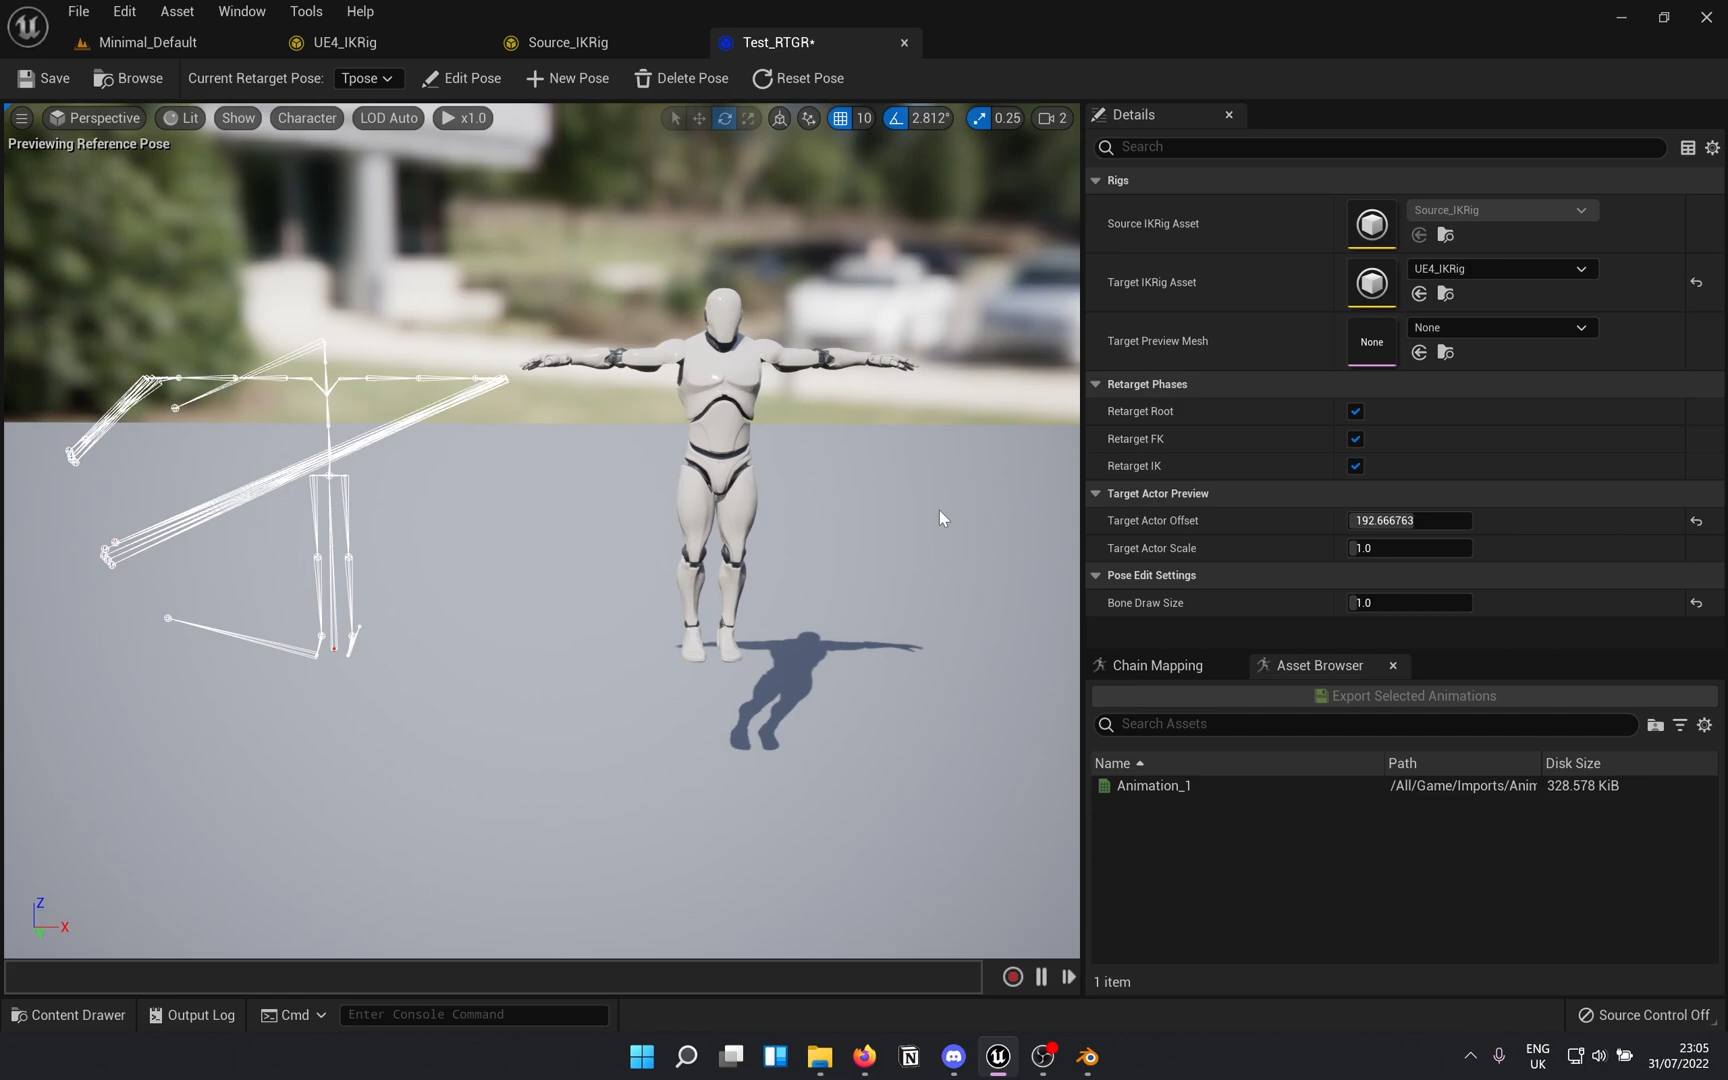 File Edit Asset Window Tools Help
Minimal_Default UE4_IKRig Source_IKRig Test_RTGR*
Save Browse Current Retarget Pose: Tpose Edit Pose New Pose Delete Pose Reset Pose
Perspective Lit Show Character LOD Auto x1.0 10 2.812° 0.25 2
Previewing Reference Pose
Details
Search
Rigs
Source IKRig Asset Source_IKRig
Target IKRig Asset UE4_IKRig
Target Preview Mesh None None
Retarget Phases
Retarget Root
Retarget FK
Retarget IK
Target Actor Preview
Target Actor Offset 192.666763
Target Actor Scale 1.0
Pose Edit Settings
Bone Draw Size 1.0
Chain Mapping Asset Browser
Export Selected Animations
Search Assets
Name Path Disk Size
Animation_1 /All/Game/Imports/Anim 328.578 KiB
Z
X
Y
1 item
Content Drawer Output Log Cmd Enter Console Command Source Control Off
ENG
UK
23:05
31/07/2022